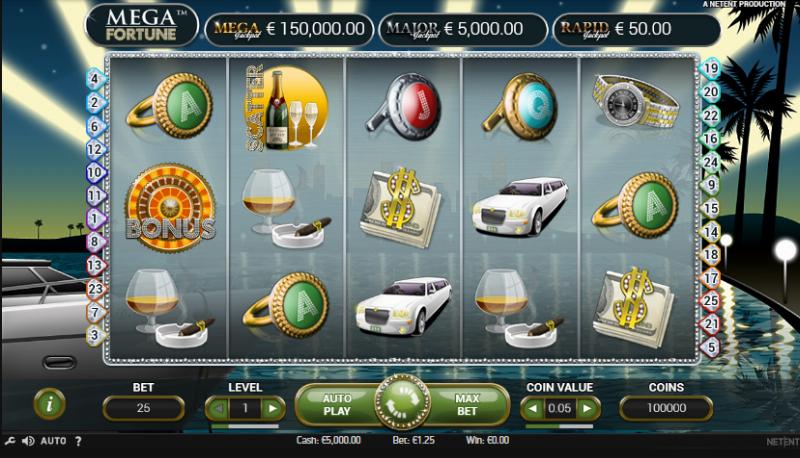 A NETENT PRODUCTION
MEGA™
FORTUNE
MEGA Jackpot € 150,000.00
MAJOR Jackpot € 5,000.00
RAPID Jackpot € 50.00
4
2
6
12
10
11
1
8
13
23
7
3
A
SCATTER
J
Q
BONUS
A
A
19
20
22
16
24
9
15
14
18
17
25
21
5
BET
25
LEVEL
1
AUTO
PLAY
MAX
BET
COIN VALUE
0.05
COINS
100000
i
AUTO
?
Cash: €5,000.00
Bet: €1.25
Win: €0.00
NETENT